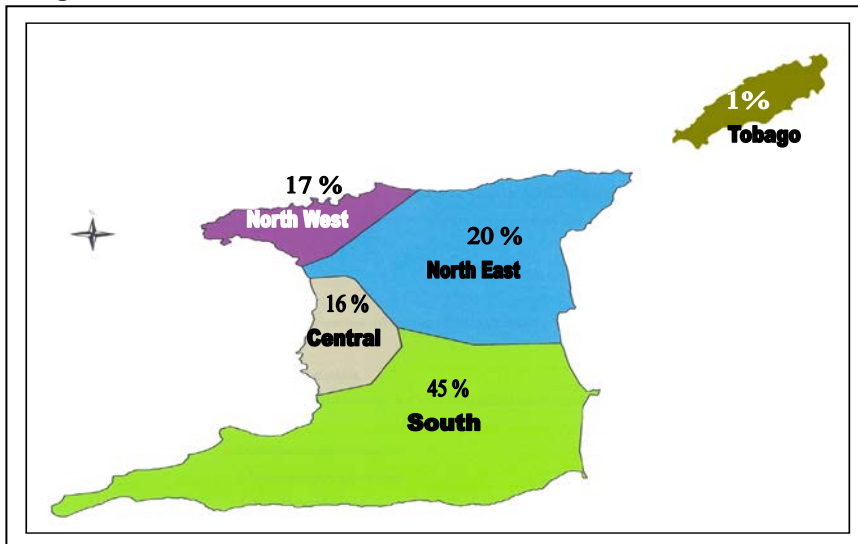 1%
Tobago
17 %
North West
20 %
North East
16 %
Central
45 %
South